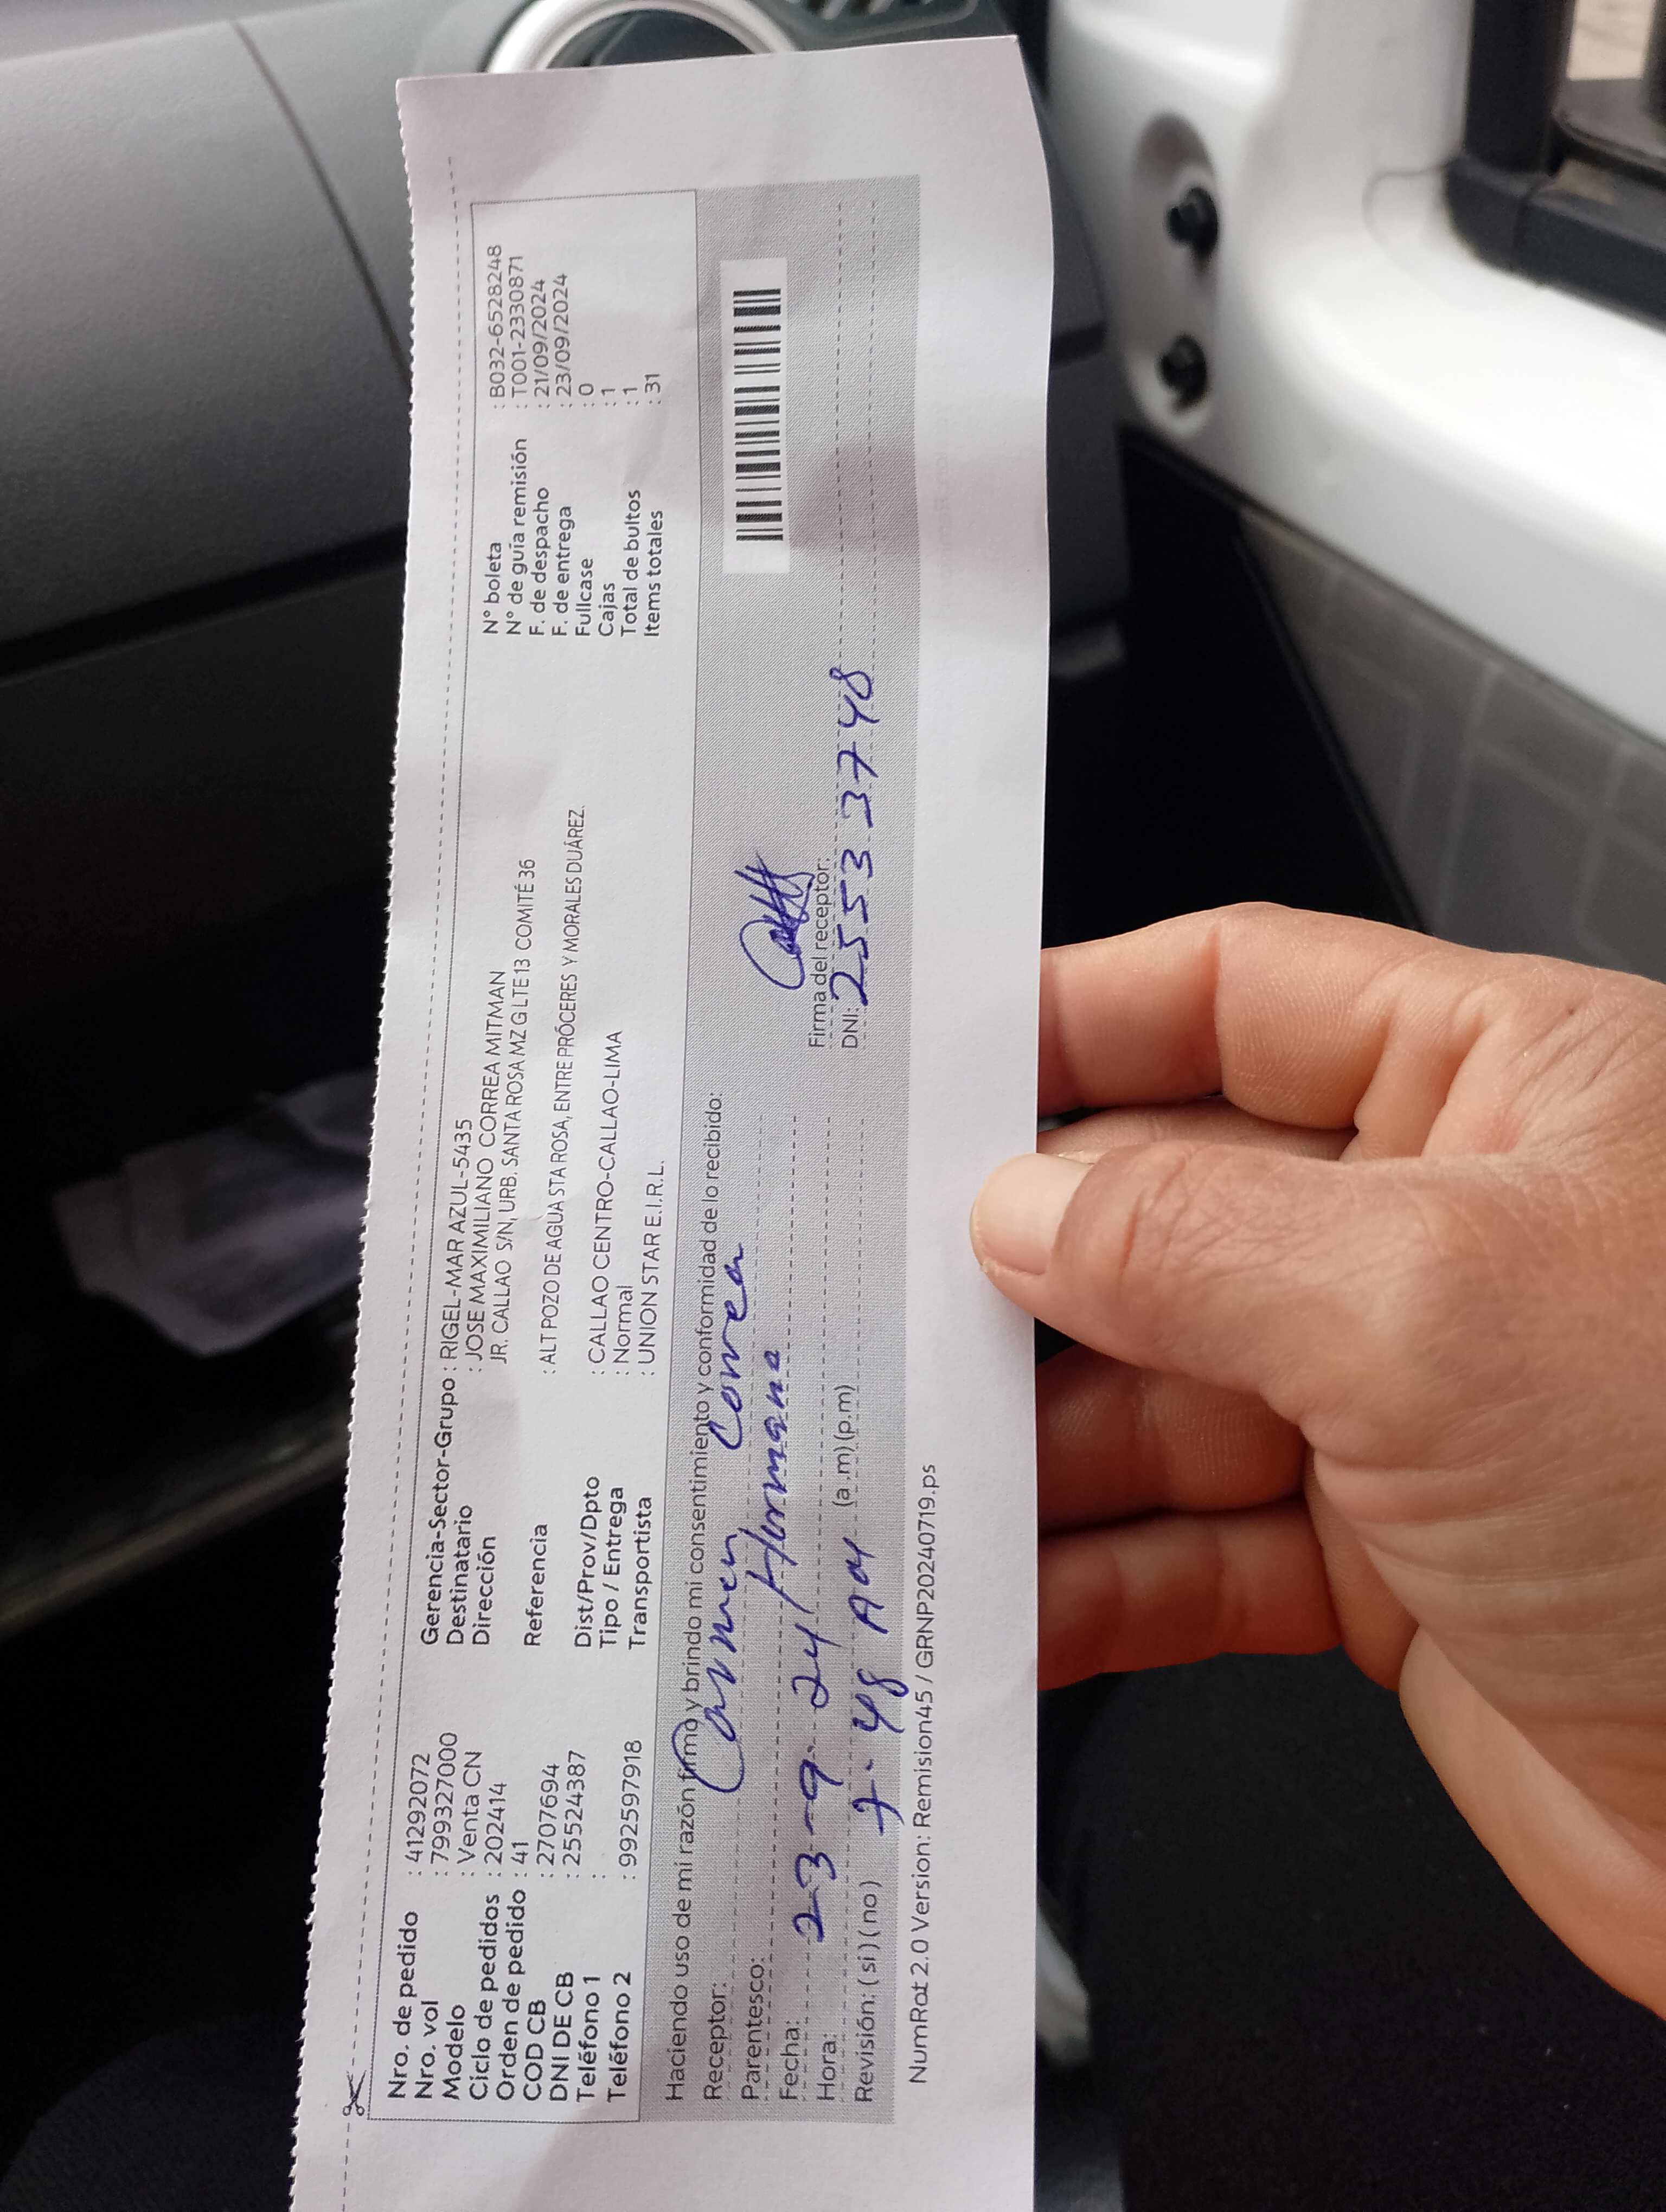 Nro. de pedido : 41292072
Nro. vol : 799327000
Modelo : Venta CN
Ciclo de pedidos : 202414
Orden de pedido : 41
COD CB : 2707694
DNI DE CB : 25524387
Teléfono 1 :
Teléfono 2 : 992597918
Gerencia-Sector-Grupo : RIGEL-MAR AZUL-5435
Destinatario : JOSE MAXIMILIANO CORREA MITMAN
Dirección JR. CALLAO S/N, URB. SANTA ROSA MZ G LTE 13 COMITÉ 36
Referencia : ALT POZO DE AGUA STA ROSA, ENTRE PRÓCERES Y MORALES DUÁREZ.
Dist/Prov/Dpto : CALLAO CENTRO-CALLAO-LIMA
Tipo / Entrega : Normal
Transportista : UNION STAR E.I.R.L.
N° boleta : B032-6528248
N° de guía remisión : T001-2330871
F. de despacho : 21/09/2024
F. de entrega : 23/09/2024
Fullcase : 0
Cajas : 1
Total de bultos : 1
Items totales : 31
Haciendo uso de mi razón firmo y brindo mi consentimiento y conformidad de lo recibido:
Receptor: Carmen Correa
Parentesco: Hermana
Fecha: 23-9-24
Hora: 7.48 AM (a.m) (p.m)
Revisión: (si) (no)
Firma del receptor:
DNI: 25533748
NumRot 2.0 Version: Remision45 / GRNP20240719.ps